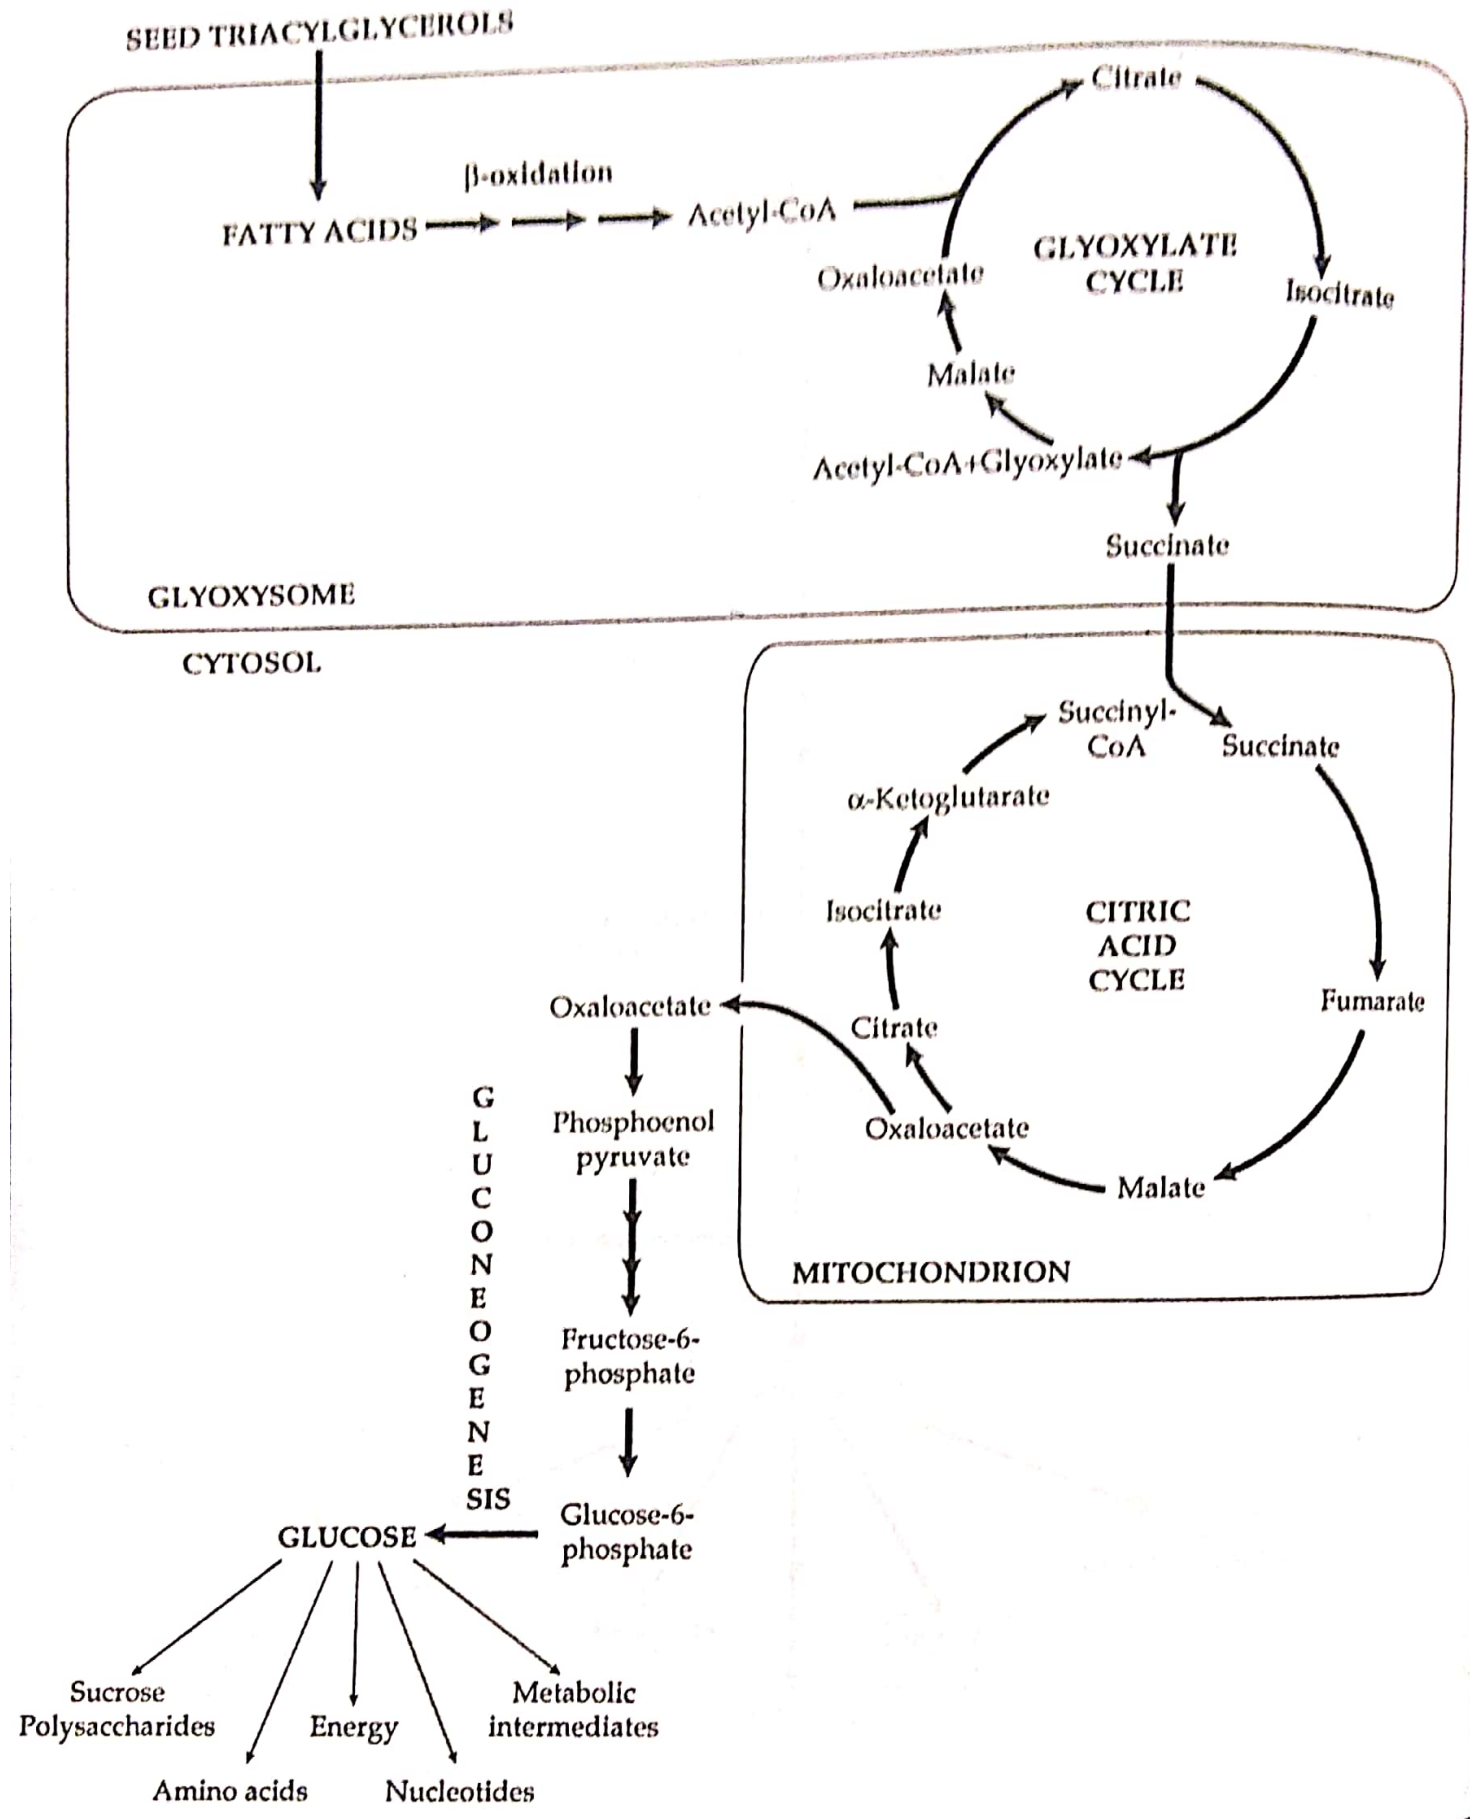 SEED TRIACYLGLYCEROLS
Citrate
β-oxidation
FATTY ACIDS
Acetyl-CoA
GLYOXYLATE
CYCLE
Oxaloacetate
Isocitrate
Malate
Acetyl-CoA+Glyoxylate
Succinate
GLYOXYSOME
CYTOSOL
Succinyl-
CoA
Succinate
α-Ketoglutarate
Isocitrate
CITRIC
ACID
CYCLE
Fumarate
Citrate
Oxaloacetate
Malate
MITOCHONDRION
Oxaloacetate
Phosphoenol
pyruvate
Fructose-6-
phosphate
Glucose-6-
phosphate
G
L
U
C
O
N
E
O
G
E
N
E
SIS
GLUCOSE
Sucrose
Polysaccharides
Amino acids
Energy
Nucleotides
Metabolic
intermediates